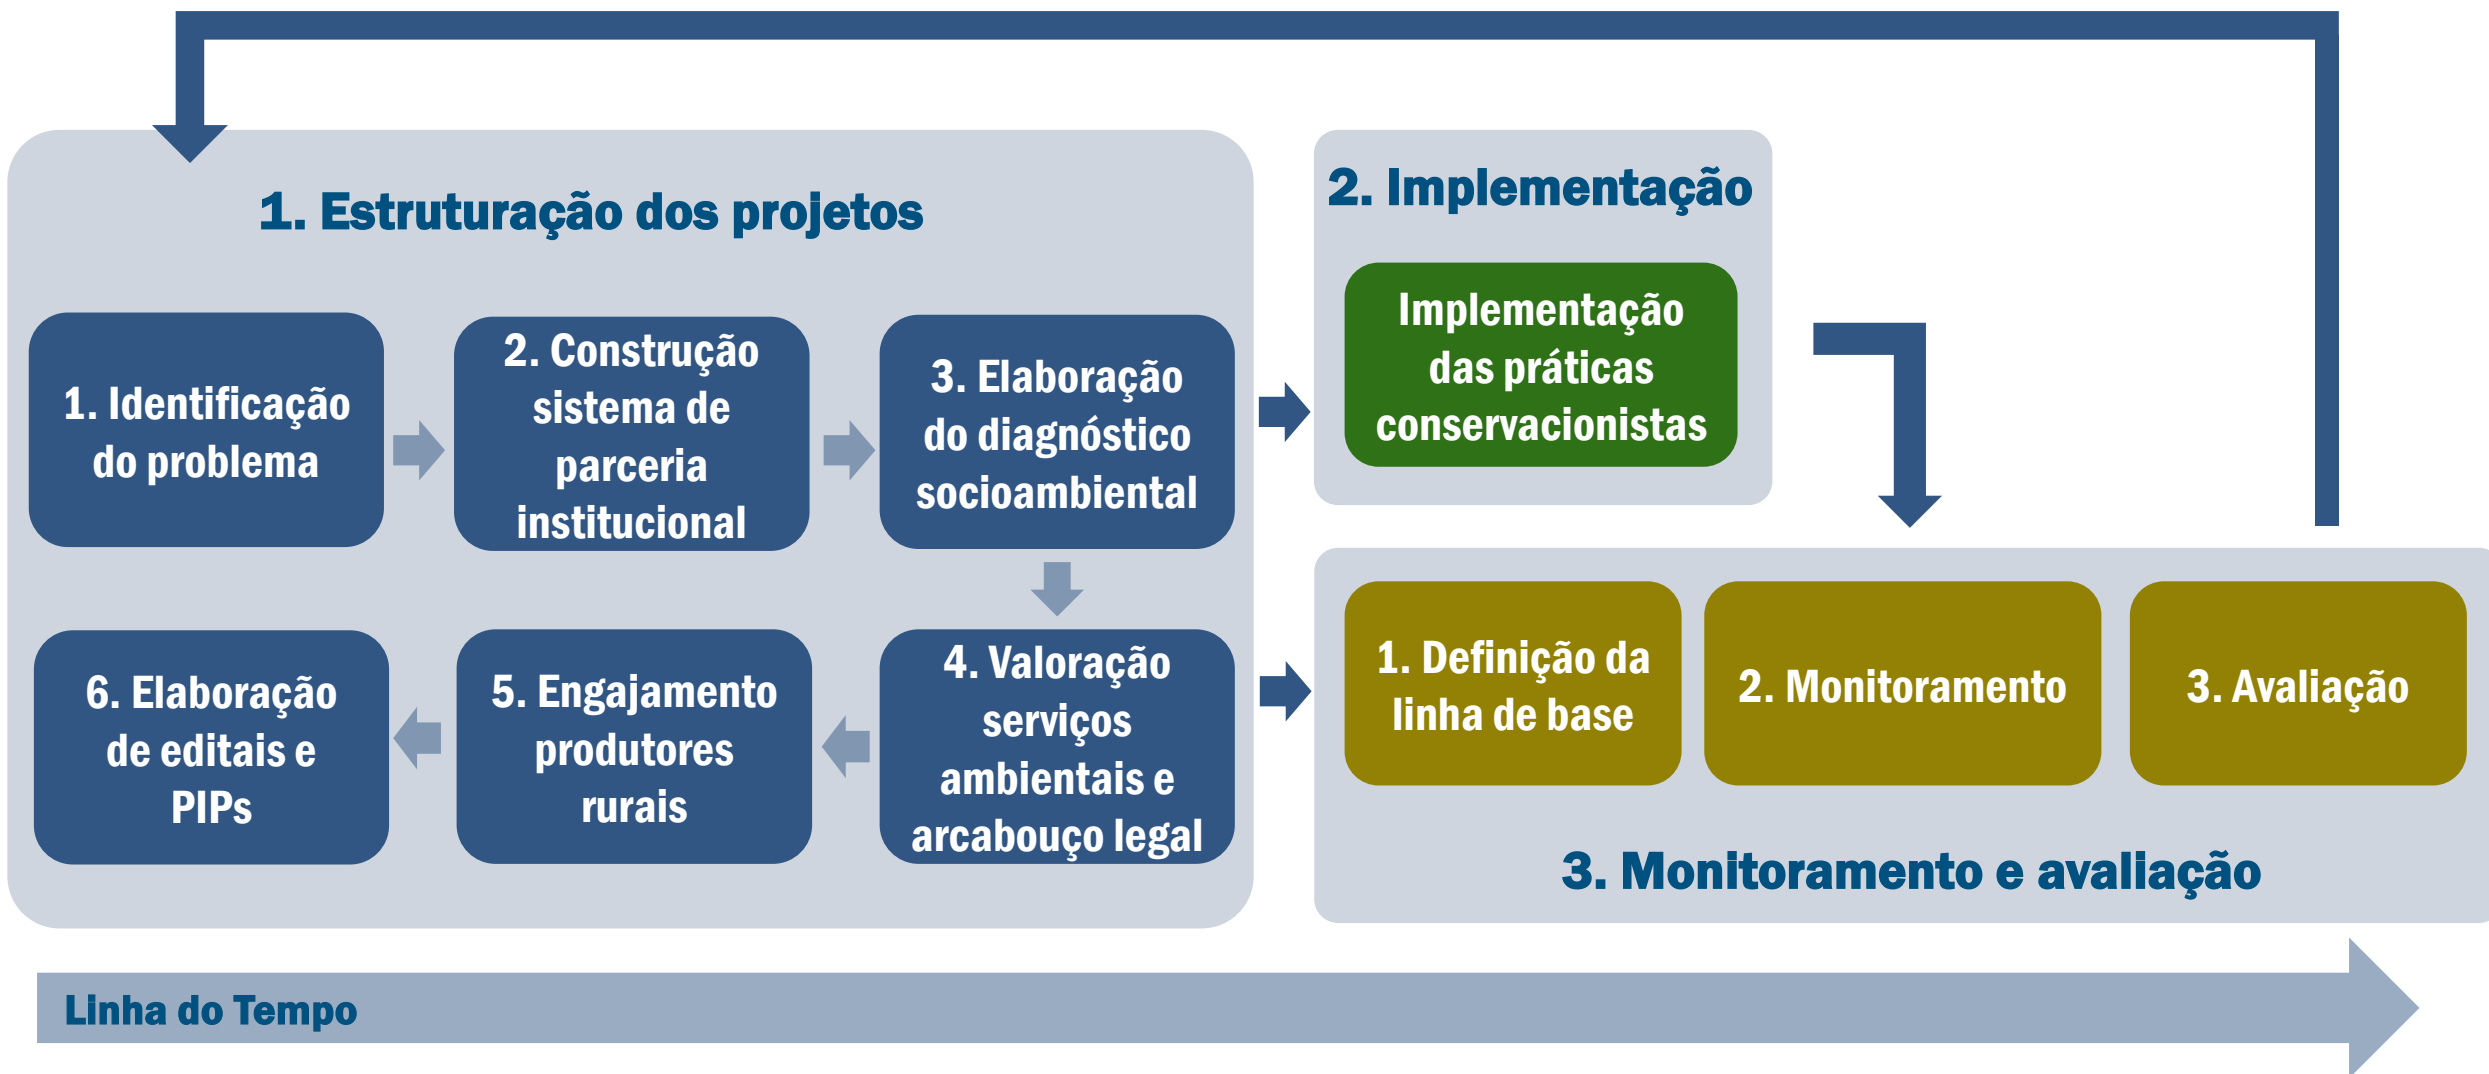 1. Estruturação dos projetos
1. Identificação
do problema
2. Construção
sistema de
parceria
institucional
3. Elaboração
do diagnóstico
socioambiental
4. Valoração
serviços
ambientais e
arcabouço legal
5. Engajamento
produtores
rurais
6. Elaboração
de editais e
PIPs
2. Implementação
Implementação
das práticas
conservacionistas
1. Definição da
linha de base
2. Monitoramento
3. Avaliação
3. Monitoramento e avaliação
Linha do Tempo